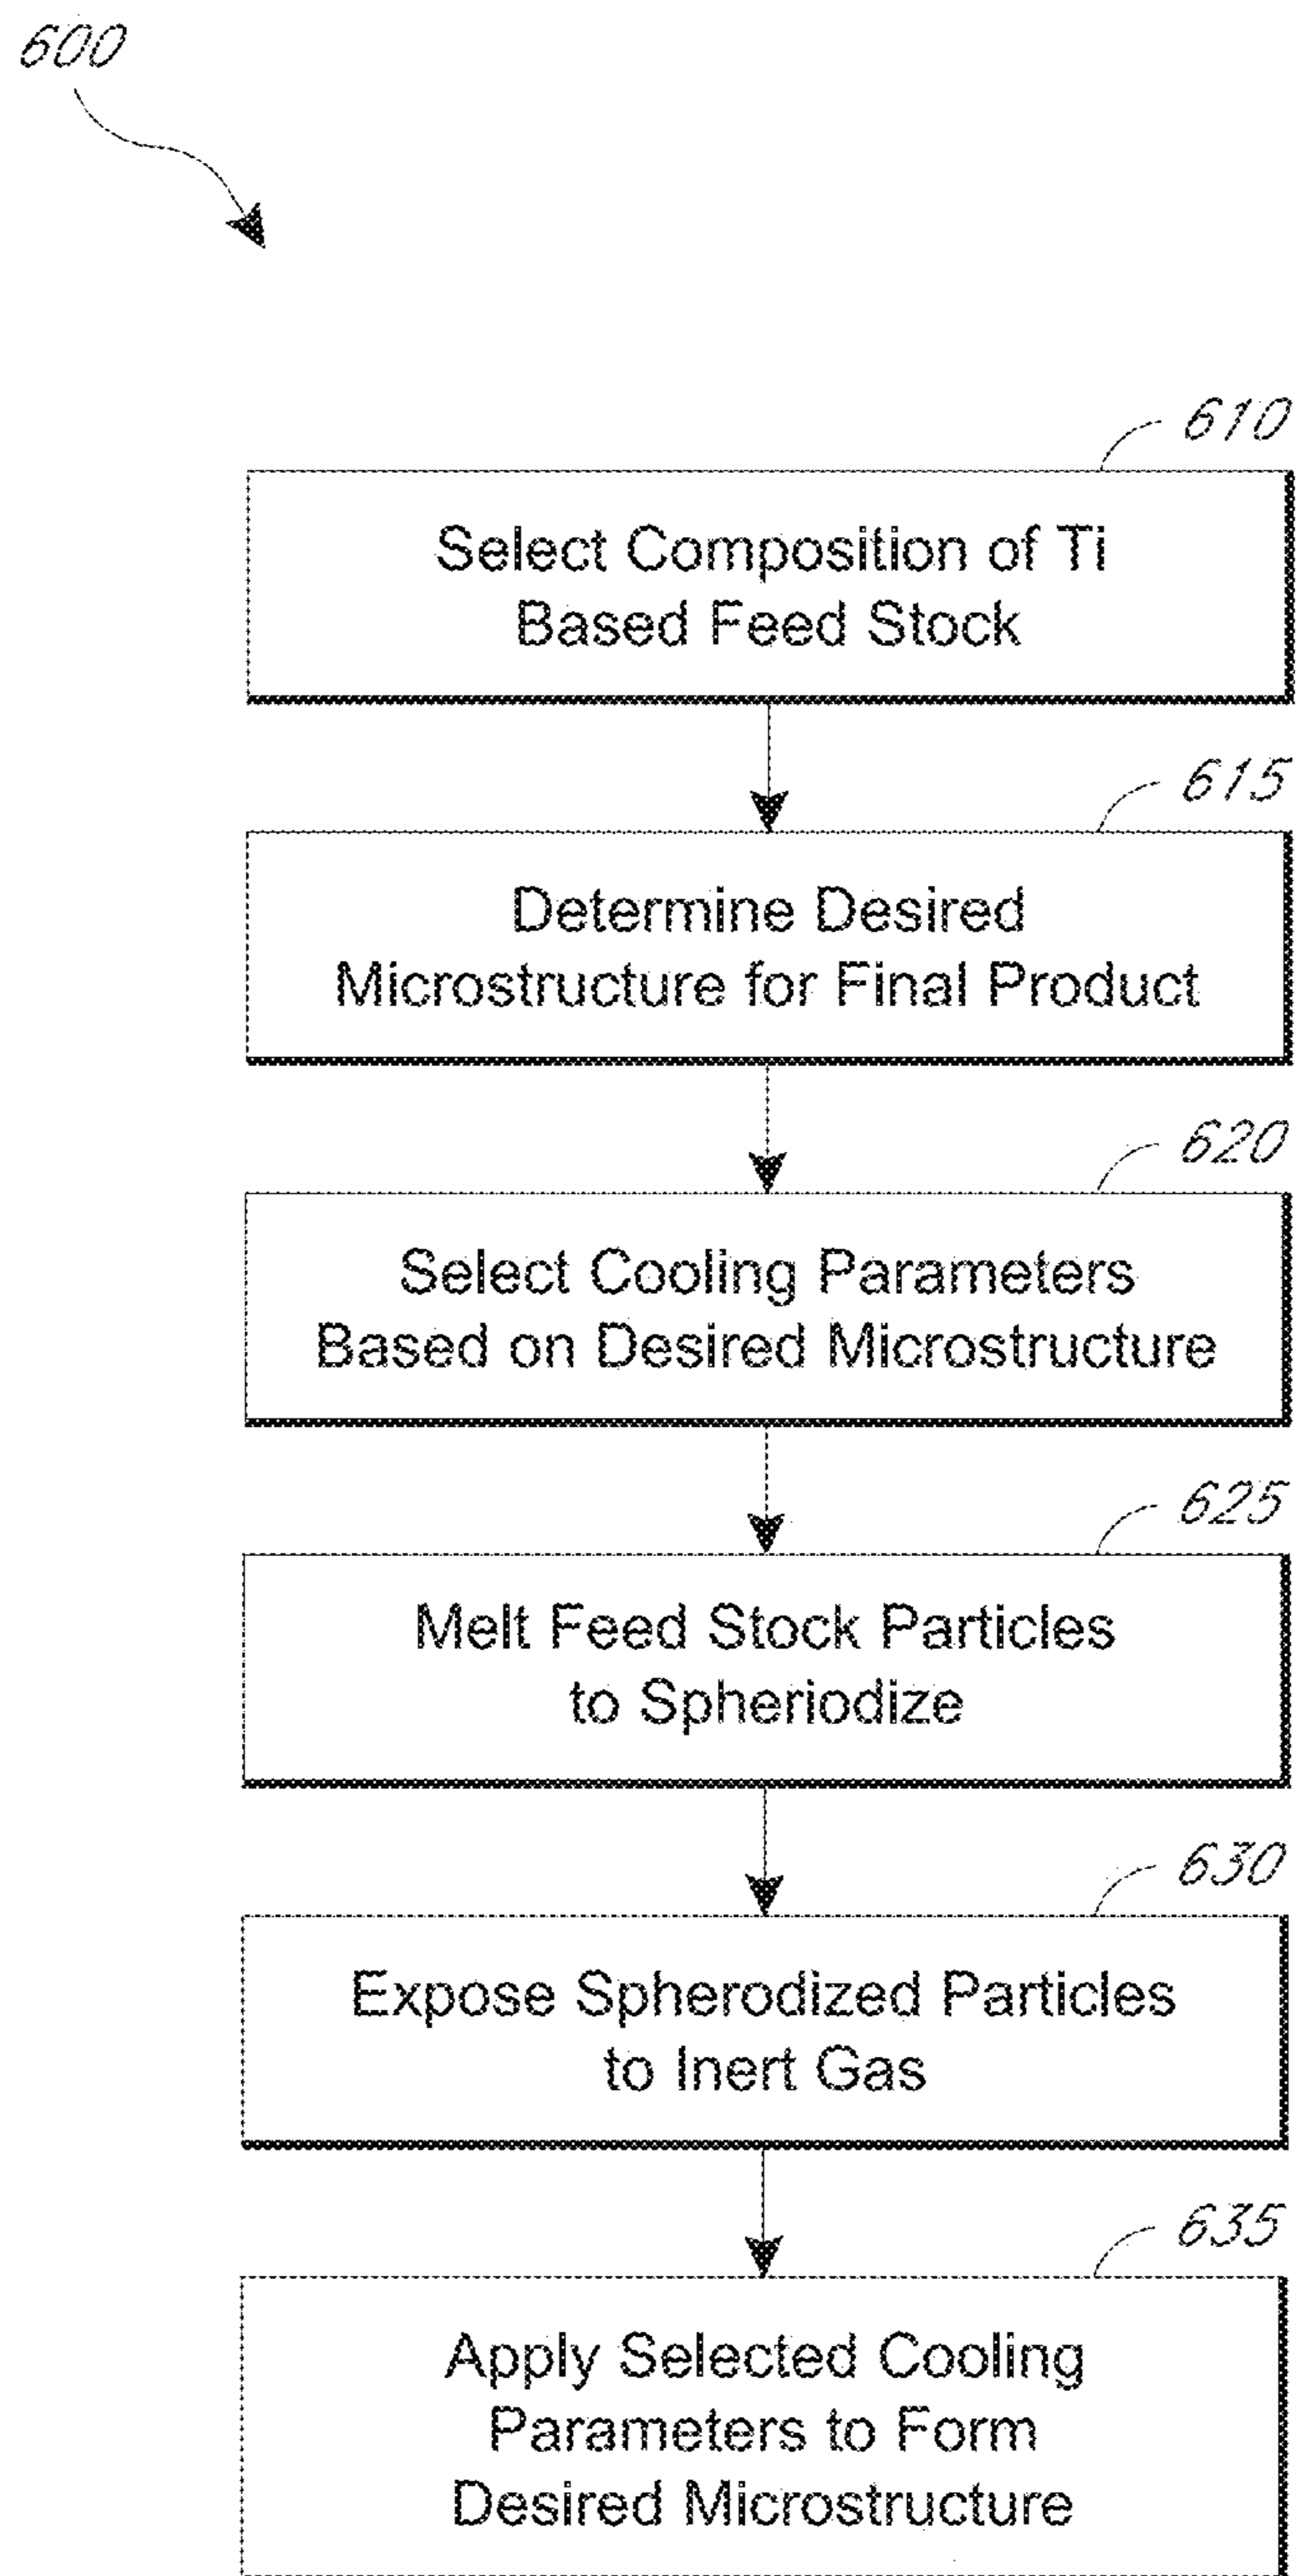 600
610
Select Composition of Ti
Based Feed Stock
615
Determine Desired
Microstructure for Final Product
620
Select Cooling Parameters
Based on Desired Microstructure
625
Melt Feed Stock Particles
to Spheriodize
630
Expose Spherodized Particles
to Inert Gas
635
Apply Selected Cooling
Parameters to Form
Desired Microstructure